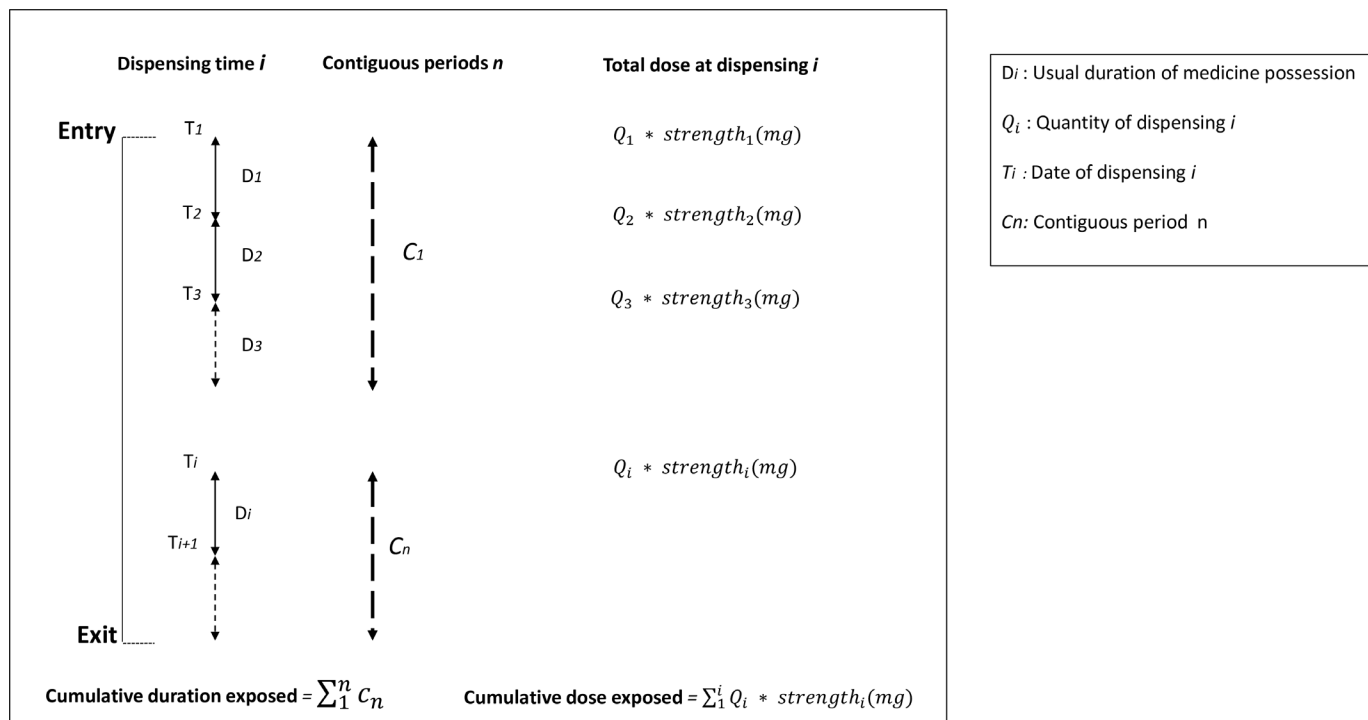 Dispensing time i Contiguous periods n Total dose at dispensing i
Entry T1 Q₁ * strength₁(mg)
D1
T2 Q₂ * strength₂(mg)
D2 C₁
T3 Q₃ * strength₃(mg)
D3
Ti Qᵢ * strengthᵢ(mg)
Di
Ti+1 Cₙ
Exit
Cumulative duration exposed = ∑₁ⁿ Cₙ Cumulative dose exposed = ∑₁ⁱ Qᵢ * strengthᵢ(mg)
Di : Usual duration of medicine possession
Qᵢ : Quantity of dispensing i
Ti : Date of dispensing i
Cn: Contiguous period n